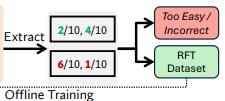 Extract
2/10, 4/10
6/10, 1/10
Too Easy /
Incorrect
RFT
Dataset
Offline Training